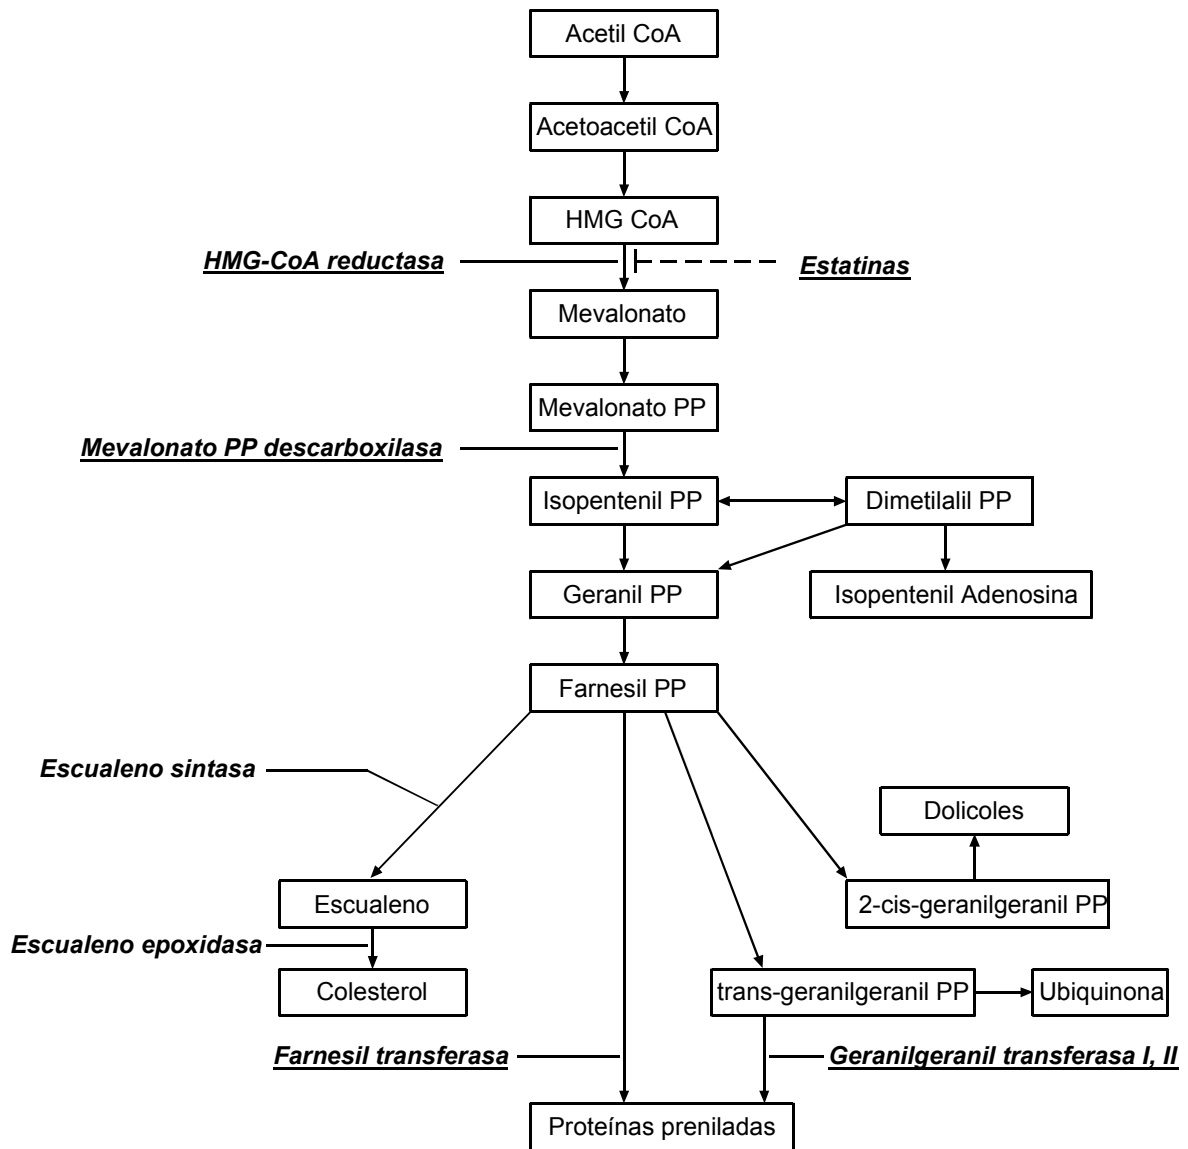 Acetil CoA
Acetoacetil CoA
HMG CoA
HMG-CoA reductasa
Estatinas
Mevalonato
Mevalonato PP
Mevalonato PP descarboxilasa
Isopentenil PP
Dimetilalil PP
Geranil PP
Isopentenil Adenosina
Farnesil PP
Escualeno sintasa
Dolicoles
Escualeno
2-cis-geranilgeranil PP
Escualeno epoxidasa
Colesterol
trans-geranilgeranil PP
Ubiquinona
Farnesil transferasa
Geranilgeranil transferasa I, II
Proteínas preniladas